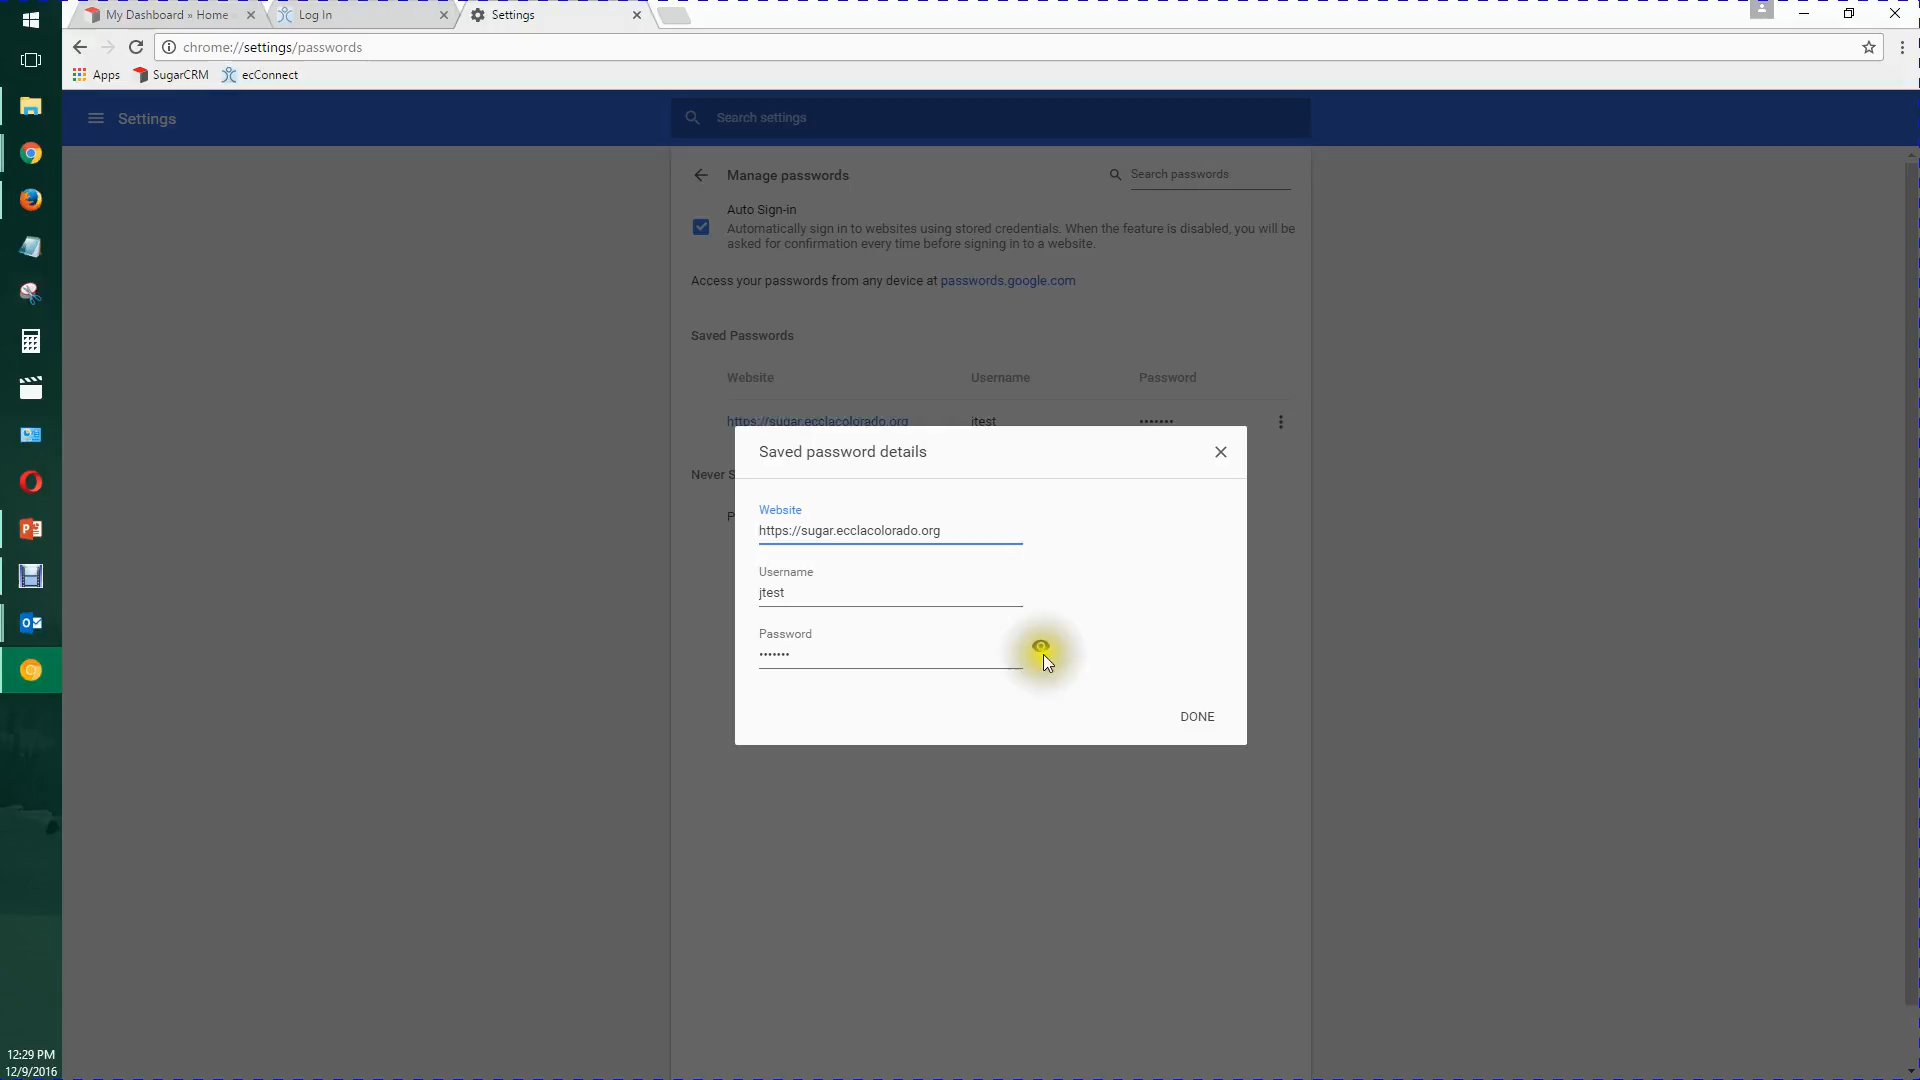 My Dashboard » Home
Log In
Settings
chrome://settings/passwords
Apps
SugarCRM
ecConnect
Settings
Search settings
Manage passwords
Search passwords
Auto Sign-in
Automatically sign in to websites using stored credentials. When the feature is disabled, you will be
asked for confirmation every time before signing in to a website.
Access your passwords from any device at passwords.google.com
Saved Passwords
Website
Username
Password
https://sugar.ecclacolorado.org
jtest
•••••••
Never S
P
Saved password details
Website
https://sugar.ecclacolorado.org
Username
jtest
Password
•••••••
DONE
12:29 PM
12/9/2016